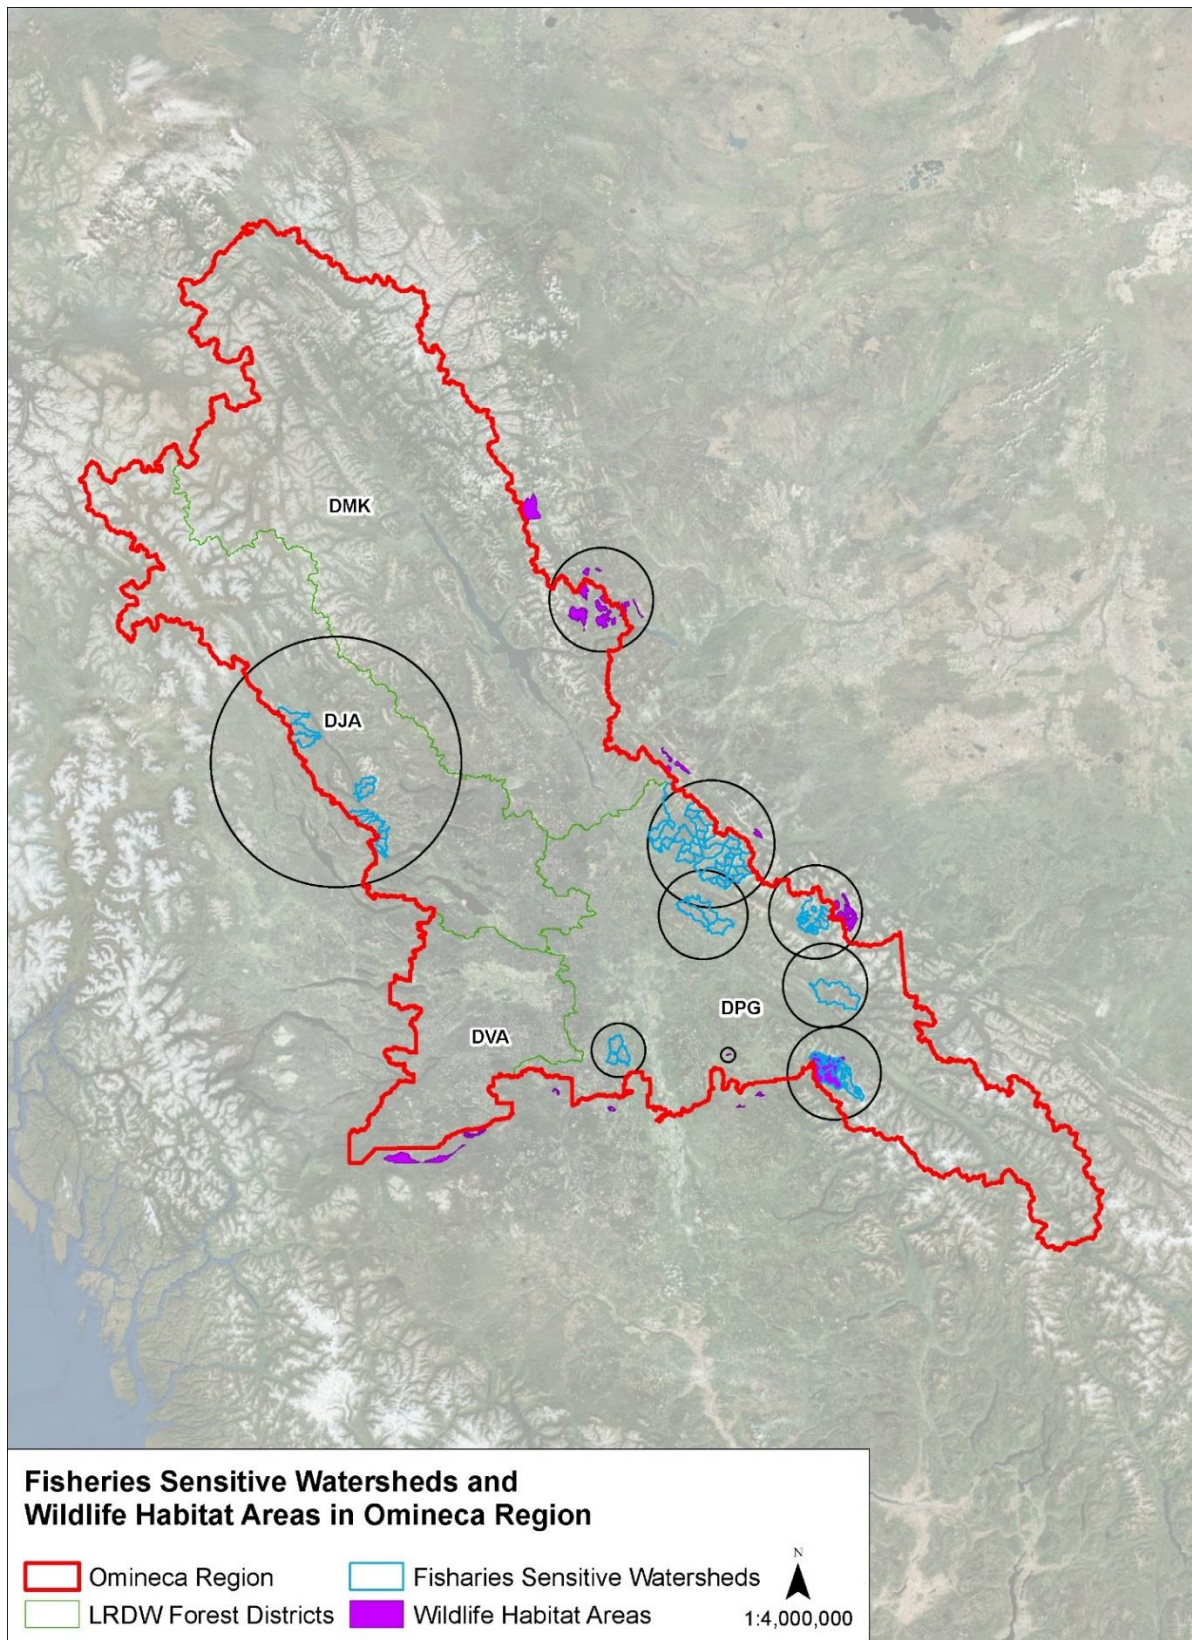 DMK
DJA
DPG
DVA
Fisheries Sensitive Watersheds and
Wildlife Habitat Areas in Omineca Region
Omineca Region
Fisharies Sensitive Watersheds
LRDW Forest Districts
Wildlife Habitat Areas
N
1:4,000,000